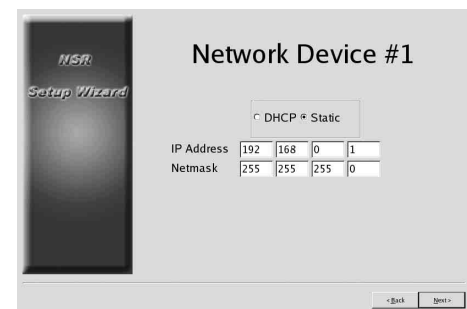 NSR
Setup Wizard
Network Device #1
DHCP Static
IP Address 192 168 0 1
Netmask 255 255 255 0
<Back Next>